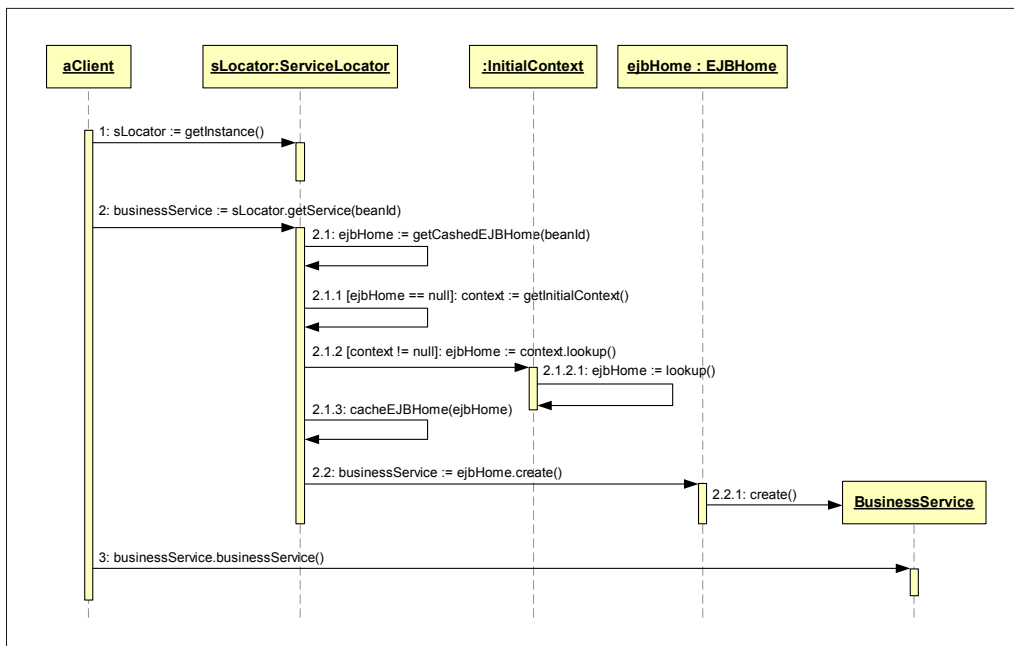 aClient
sLocator:ServiceLocator
:InitialContext
ejbHome : EJBHome
1: sLocator := getInstance()
2: businessService := sLocator.getService(beanId)
2.1: ejbHome := getCashedEJBHome(beanId)
2.1.1 [ejbHome == null]: context := getInitialContext()
2.1.2 [context != null]: ejbHome := context.lookup()
2.1.2.1: ejbHome := lookup()
2.1.3: cacheEJBHome(ejbHome)
2.2: businessService := ejbHome.create()
2.2.1: create()
BusinessService
3: businessService.businessService()